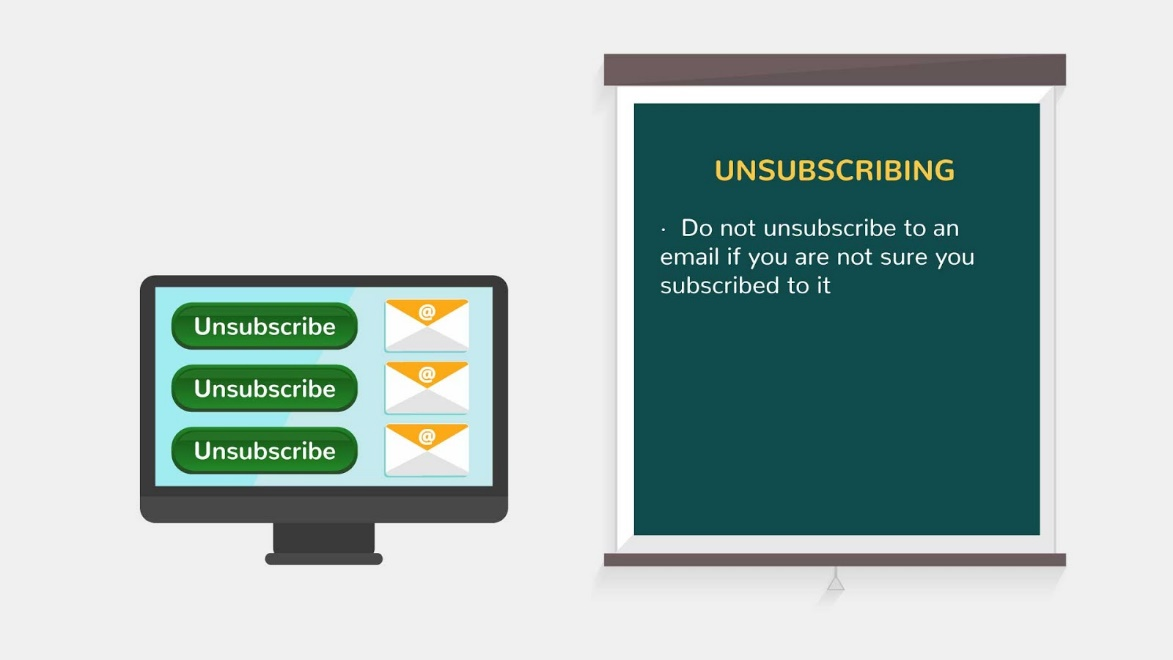 Unsubscribe
@
Unsubscribe
@
Unsubscribe
@
UNSUBSCRIBING
· Do not unsubscribe to an
email if you are not sure you
subscribed to it